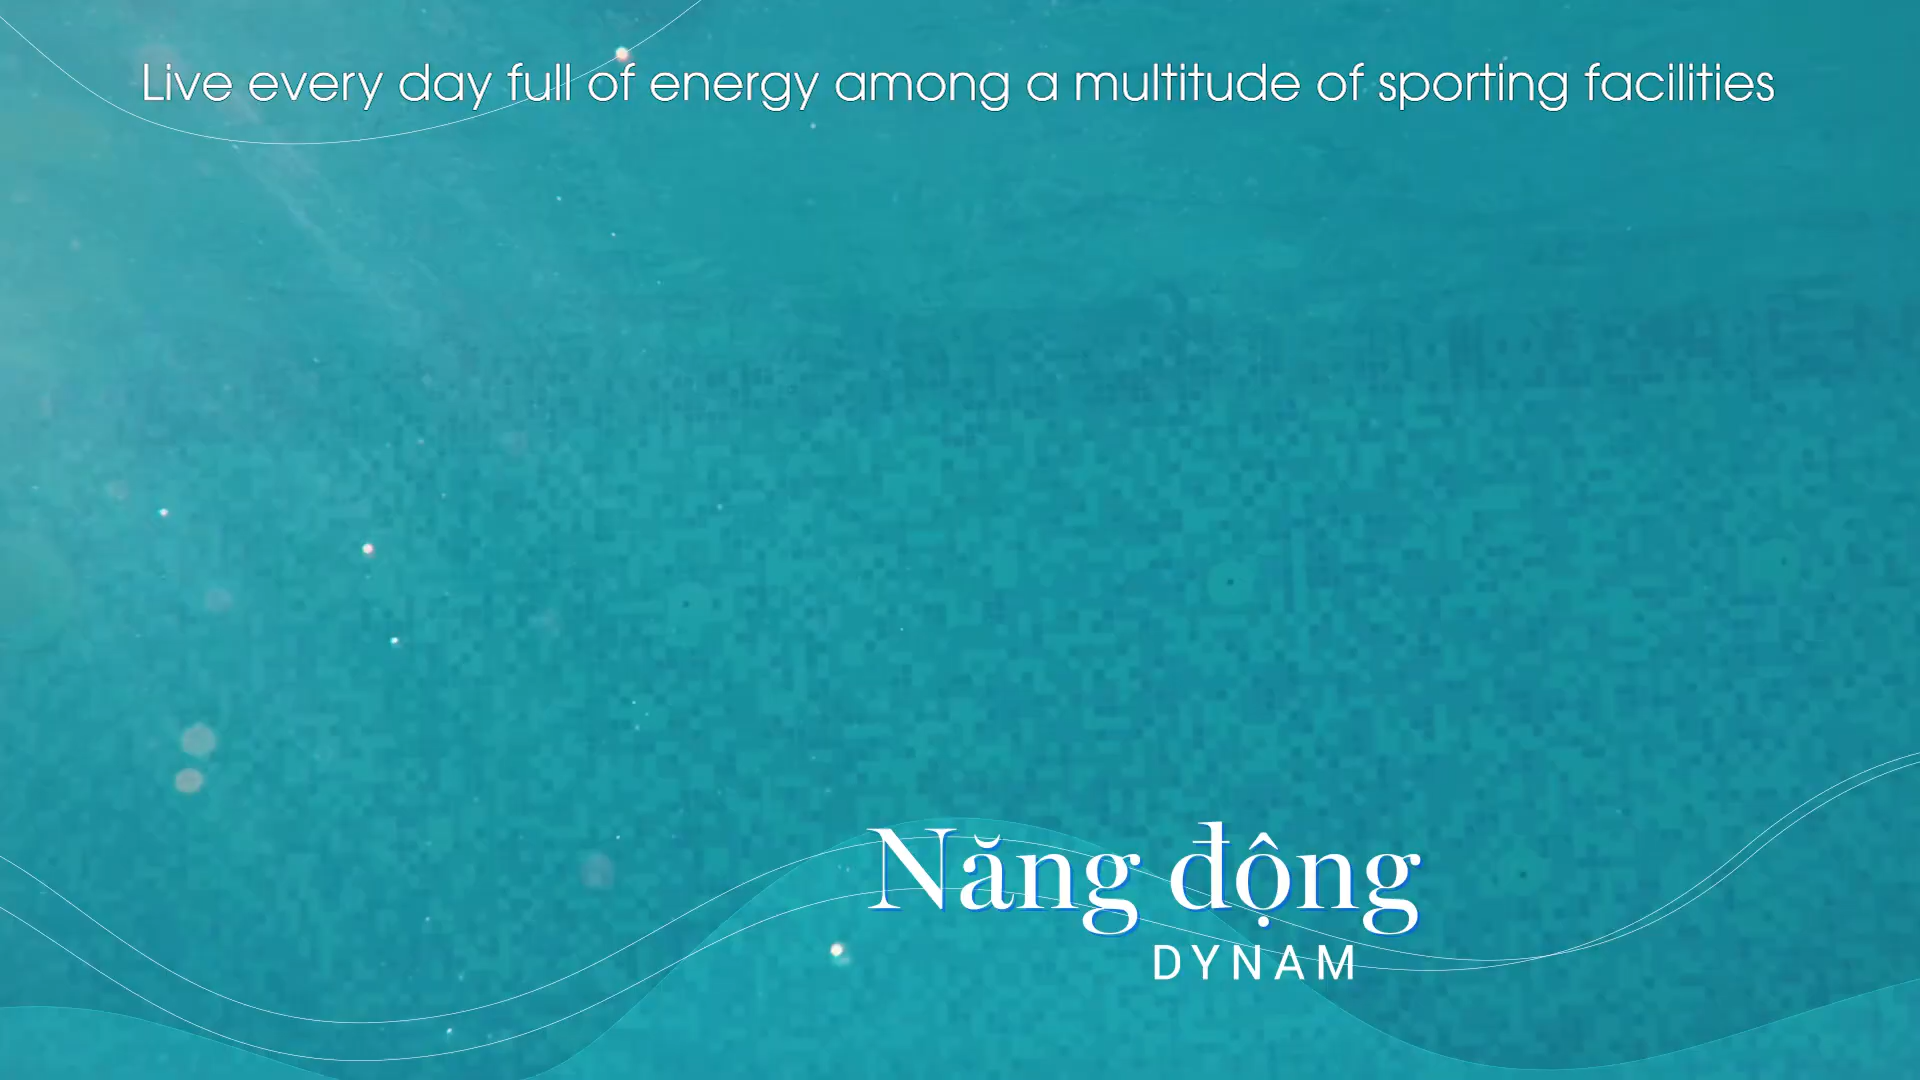 Live every day full of energy among a multitude of sporting facilities
Năng động
DYNAM